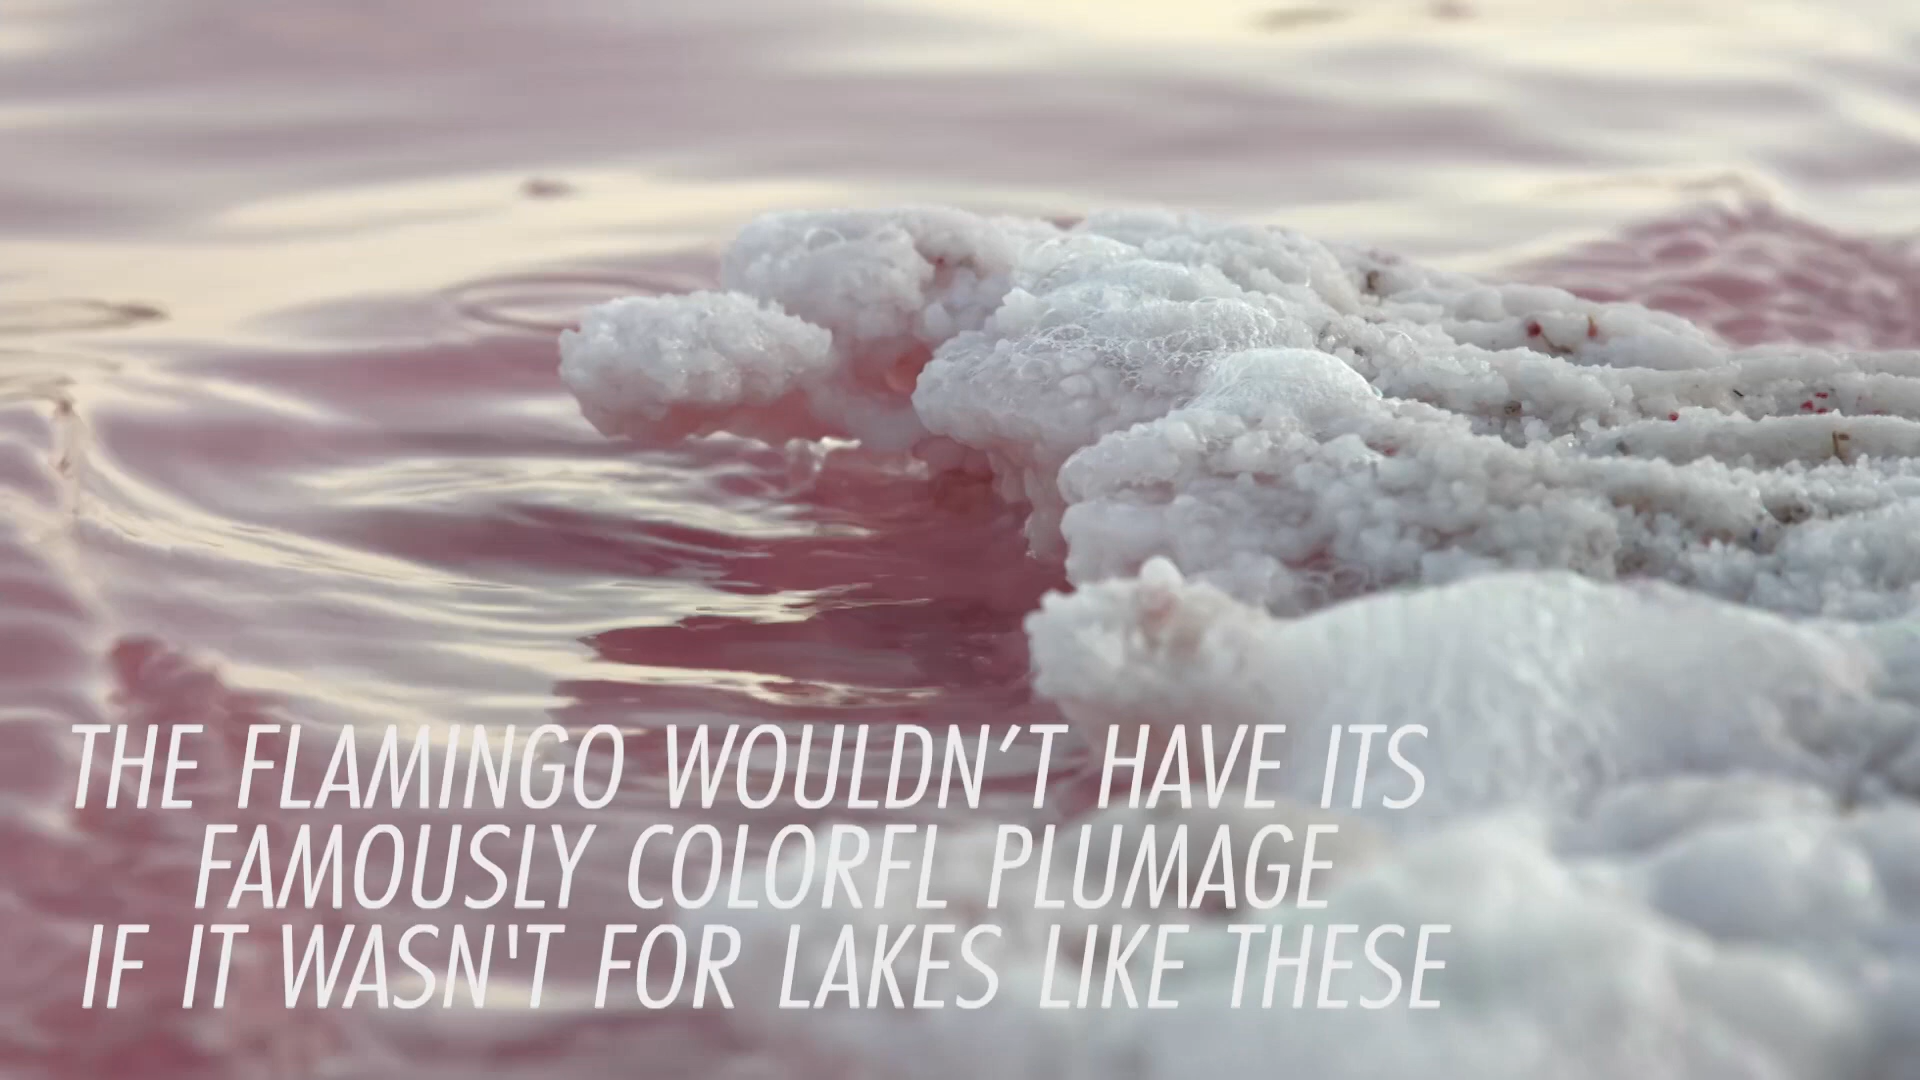 THE FLAMINGO WOULDN’T HAVE ITS
FAMOUSLY COLORFL PLUMAGE
IF IT WASN'T FOR LAKES LIKE THESE